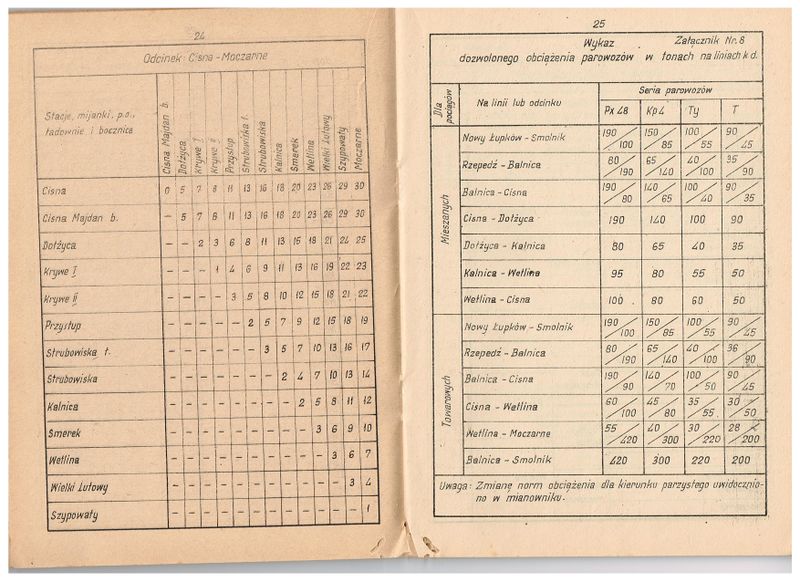 24
Odcinek: Cisna - Moczarne
Stacje, mijanki, p.o., ładownie i bocznice
Cisna Majdan b.
Dołżyca
Krywe I
Krywe II
Przystup
Strubowiska t.
Strubowiska
Kalnica
Smerek
Wetlina
Wielki Lutowy
Szypowaty
Moczarne
Cisna 0 5 7 8 11 13 16 18 20 23 26 29 30
Cisna Majdan b. – 5 7 8 11 13 16 18 20 23 26 29 30
Dołżyca – – 2 3 6 8 11 13 15 18 21 24 25
Krywe I – – – 1 4 6 9 11 13 16 19 22 23
Krywe II – – – – 3 5 8 10 12 15 18 21 22
Przystup – – – – – 2 5 7 9 12 15 18 19
Strubowiska t. – – – – – – 3 5 7 10 13 16 17
Strubowiska – – – – – – – 2 4 7 10 13 14
Kalnica – – – – – – – – 2 5 8 11 12
Smerek – – – – – – – – – 3 6 9 10
Wetlina – – – – – – – – – – 3 6 7
Wielki Lutowy – – – – – – – – – – – 3 4
Szypowaty – – – – – – – – – – – – 1
25
Wykaz Załącznik Nr. 8
dozwolonego obciążenia parowozów w tonach na liniach k d.
Dla pociągów
Na linii lub odcinku
Seria parowozów
Px 48 Kp 4 Ty T
Mieszanych
Nowy Łupków - Smolnik 190/100 150/85 100/55 90/45
Rzepedź - Balnica 80/190 65/140 40/100 35/90
Balnica - Cisna 190/80 140/65 100/40 90/35
Cisna - Dołżyca 190 140 100 90
Dołżyca - Kalnica 80 65 40 35
Kalnica - Wetlina 95 80 55 50
Wetlina - Cisna 100 80 60 50
Towarowych
Nowy Łupków - Smolnik 190/100 150/85 100/55 90/45
Rzepedź - Balnica 80/190 65/140 40/100 36/90
Balnica - Cisna 190/90 140/70 100/50 90/45
Cisna - Wetlina 60/100 45/80 35/55 30/50
Wetlina - Moczarne 55/420 40/300 30/220 28/200
Balnica - Smolnik 420 300 220 200
Uwaga: Zmianę norm obciążenia dla kierunku parzystego uwidocznio-
no w mianowniku.